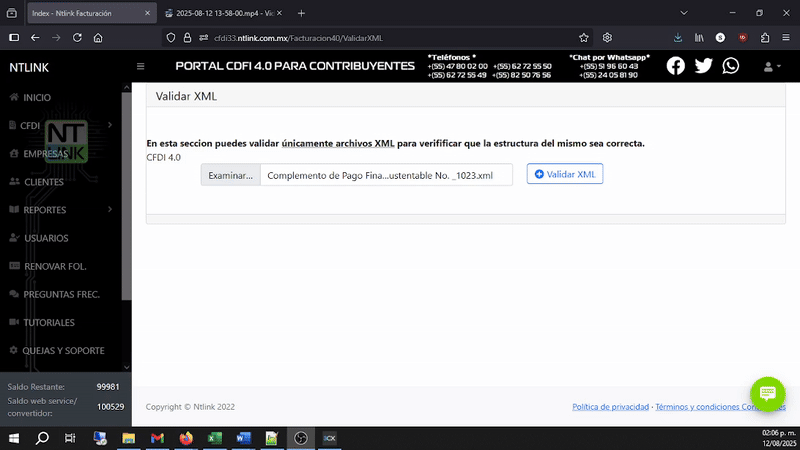 Index - Ntlink Facturación
2025-08-12 13-58-00.mp4 - Vi
cfdi33.ntlink.com.mx/Facturacion40/ValidarXML
NTLINK
PORTAL CDFI 4.0 PARA CONTRIBUYENTES
*Teléfonos *
+(55) 47 80 02 00 +(55) 62 72 55 50
+(55) 62 72 55 49 +(55) 82 50 76 56
*Chat por Whatsapp*
+(55) 51 96 60 43
+(55) 24 05 81 90
INICIO
CFDI
NT
LINK
EMPRESAS
CLIENTES
REPORTES
USUARIOS
RENOVAR FOL.
PREGUNTAS FREC.
TUTORIALES
QUEJAS Y SOPORTE
Saldo Restante: 99981
Saldo web service/
convertidor: 100529
Validar XML
En esta seccion puedes validar únicamente archivos XML para verifificar que la estructura del mismo sea correcta.
CFDI 4.0
Examinar... Complemento de Pago Fina...ustentable No. _1023.xml
Validar XML
Copyright © Ntlink 2022
Política de privacidad · Términos y condiciones
02:06 p. m.
12/08/2025